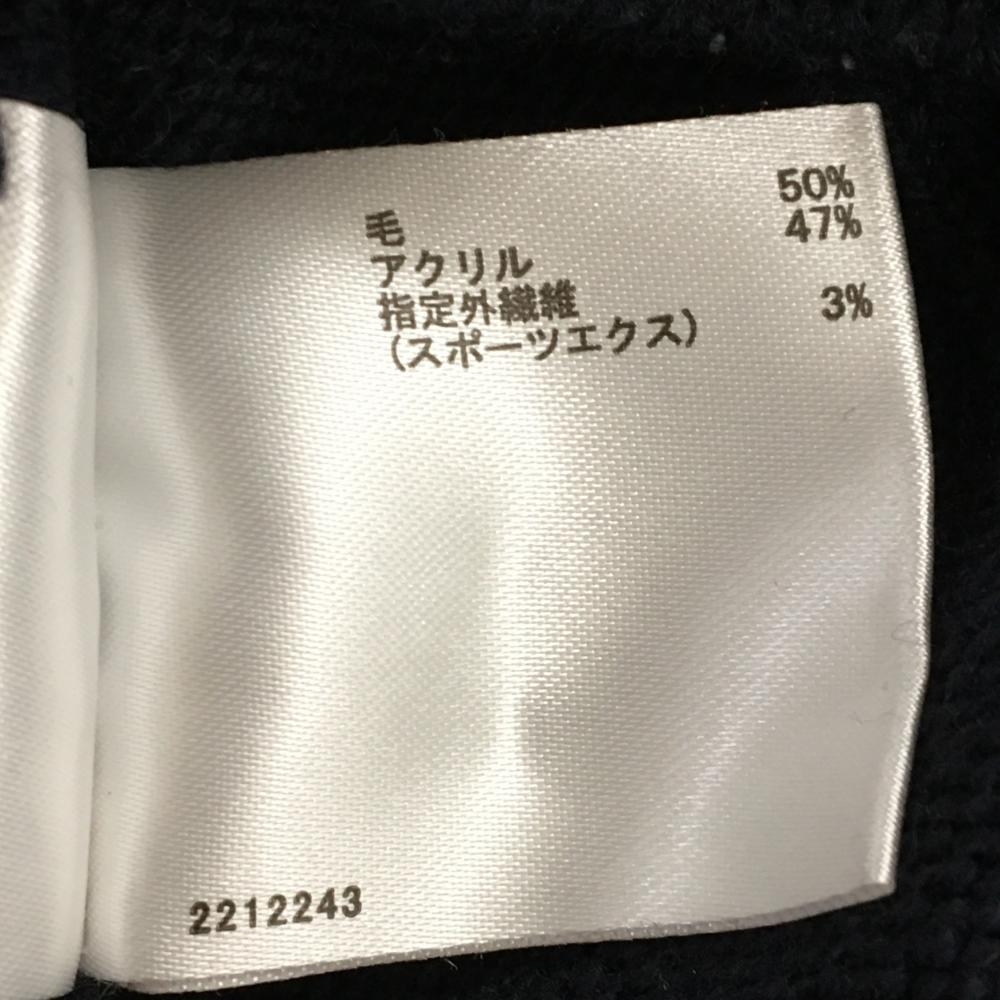 毛 50%
アクリル 47%
指定外繊維 3%
(スポーツエクス)
2212243